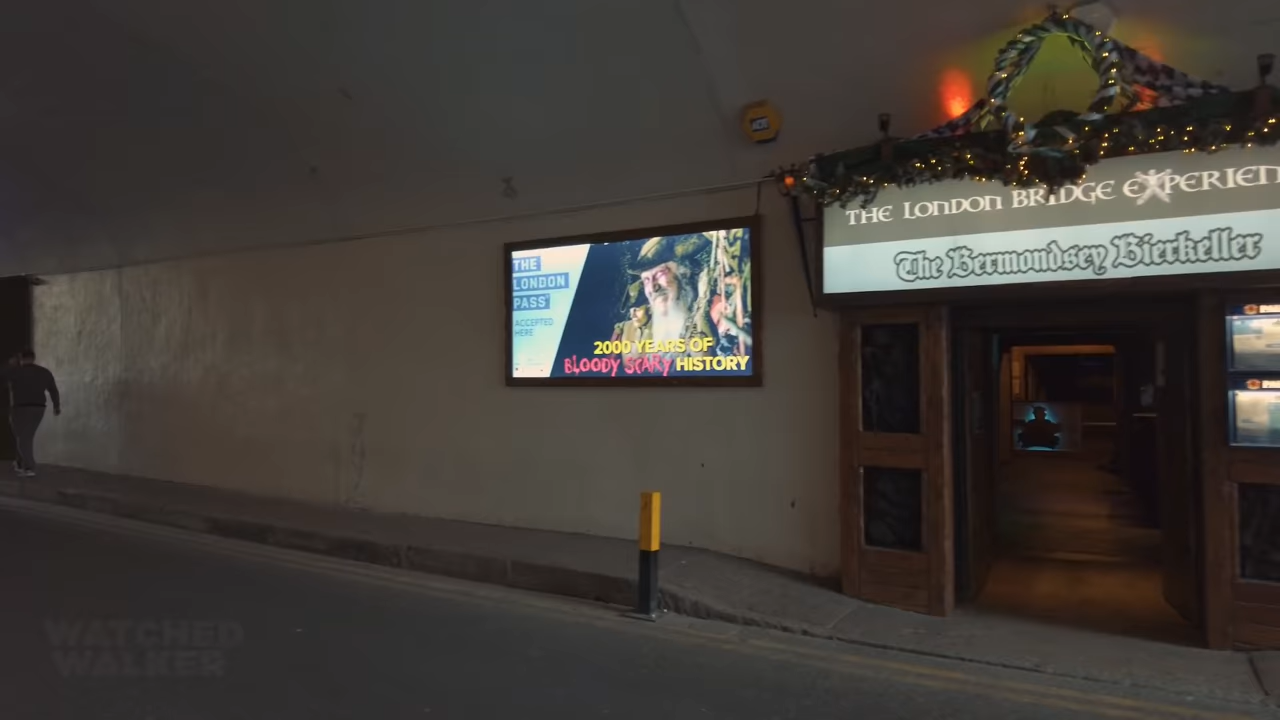 THE LONDON BRIDGE EXPERIEN
The Bermondsey Bierkeller
THE
LONDON
PASS
ACCEPTED
HERE
2000 YEARS OF
BLOODY SCARY HISTORY
WATCHED
WALKER